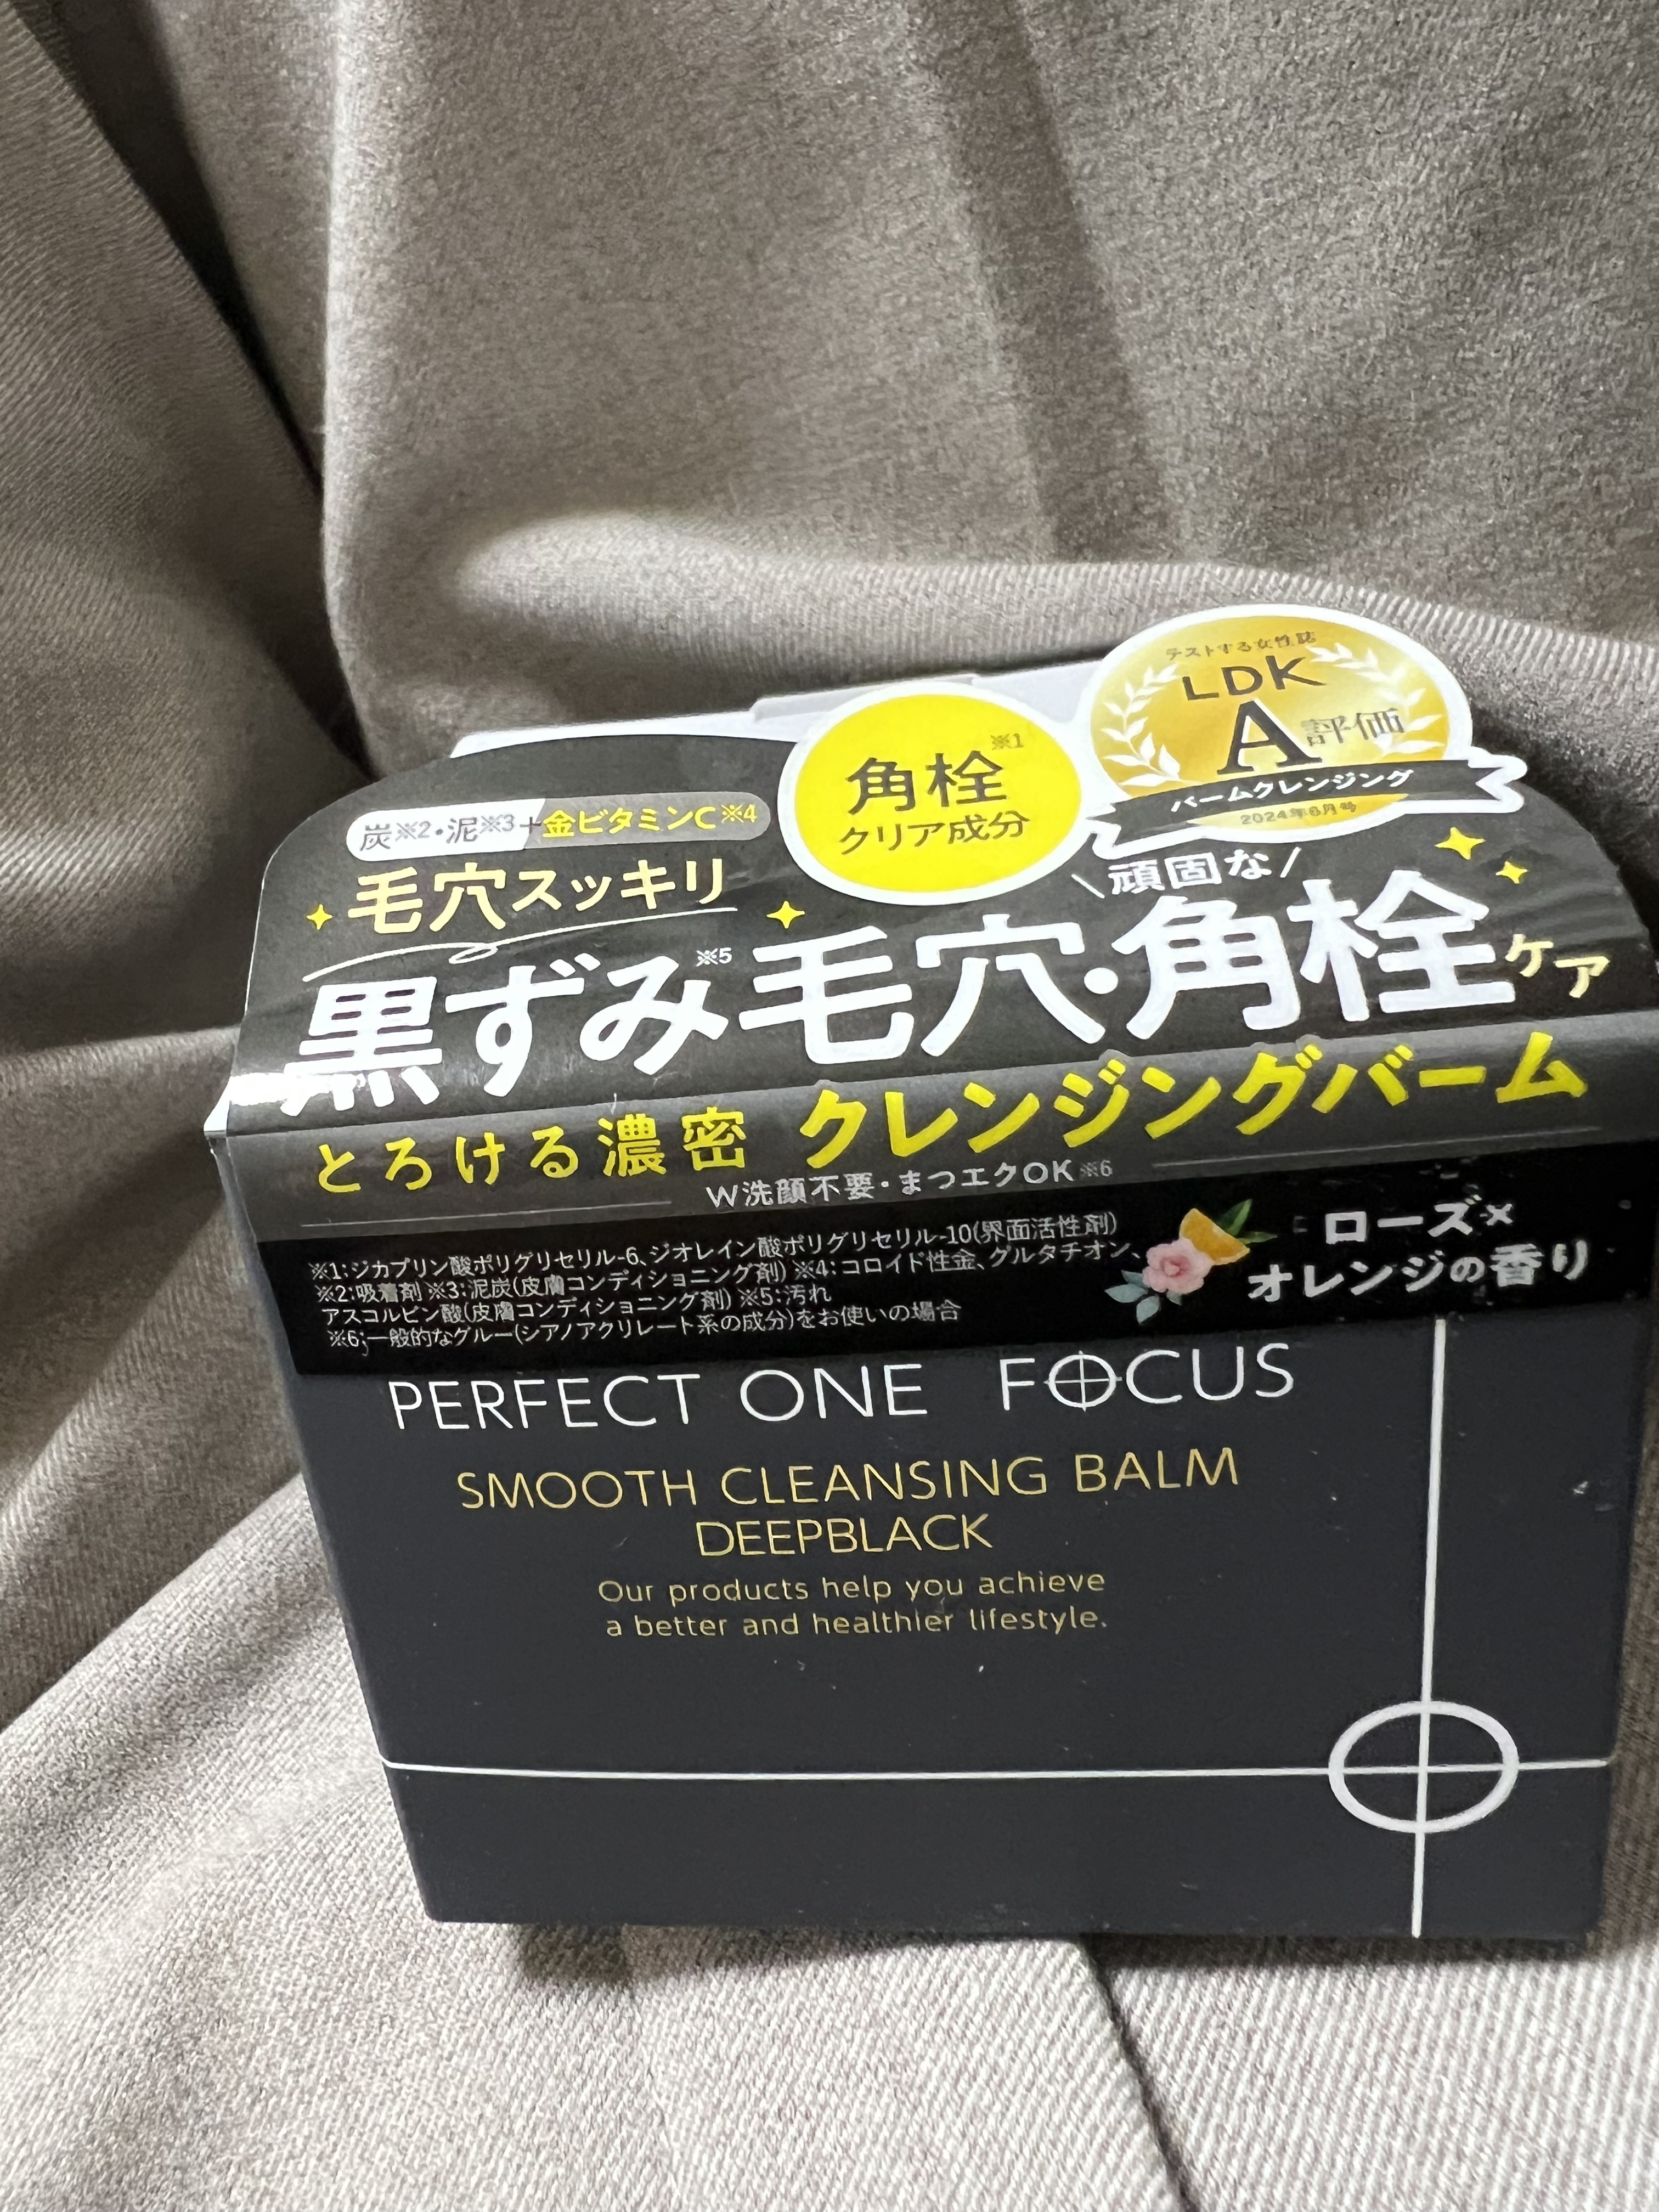 テストする女性誌
LDK
A評価
バームクレンジング
2024年6月号
角栓※1
クリア成分
炭※2・泥※3+金ビタミンC※4
毛穴スッキリ
\頑固な/
黒ずみ※5毛穴・角栓ケア
とろける濃密 クレンジングバーム
W洗顔不要・まつエクOK※6
※1:ジカプリン酸ポリグリセリル-6、ジオレイン酸ポリグリセリル-10(界面活性剤)
※2:吸着剤 ※3:泥炭(皮膚コンディショニング剤) ※4:コロイド性金、グルタチオン、
アスコルビン酸(皮膚コンディショニング剤) ※5:汚れ
※6:一般的なグルー(シアノアクリレート系の成分)をお使いの場合
ローズ×
オレンジの香り
PERFECT ONE FOCUS
SMOOTH CLEANSING BALM
DEEPBLACK
Our products help you achieve
a better and healthier lifestyle.